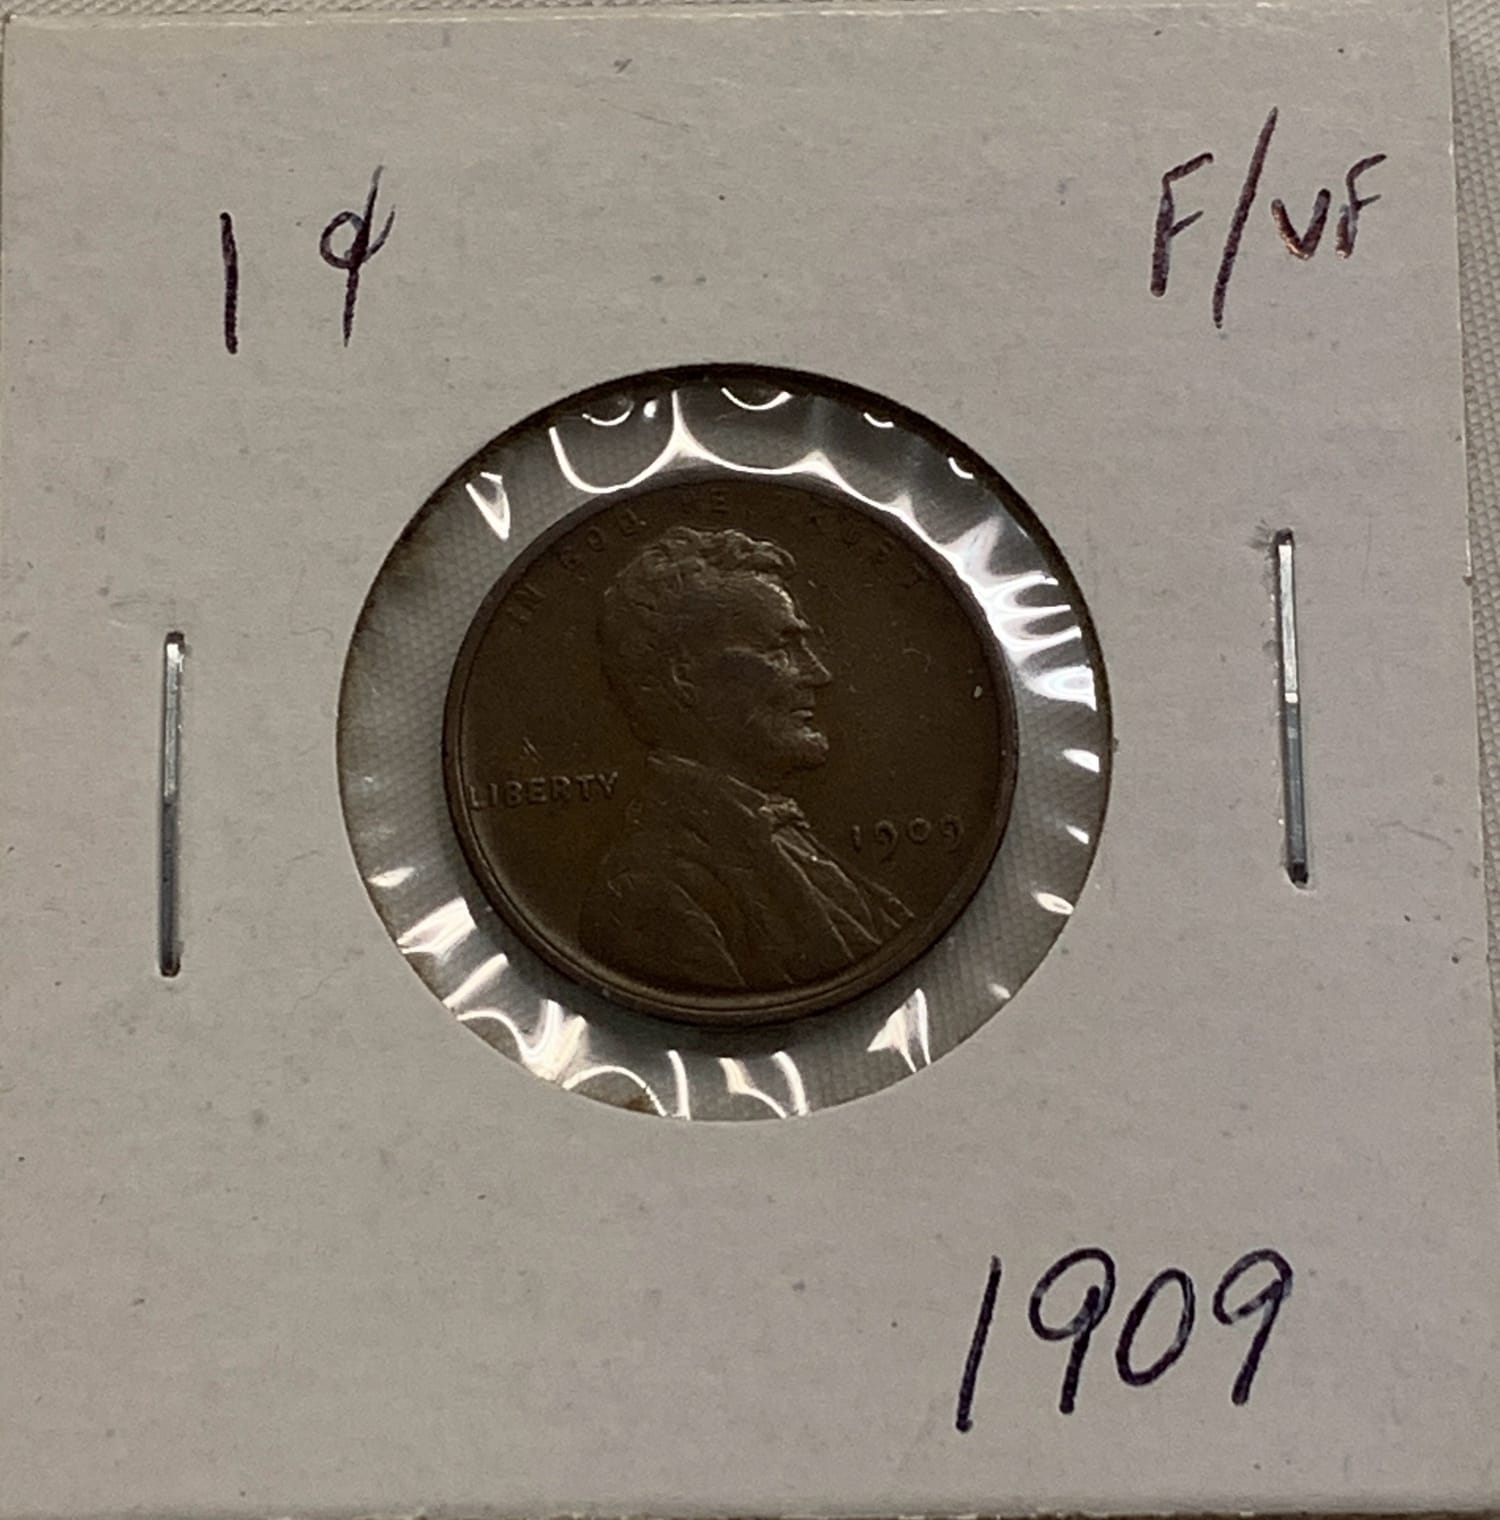 1¢ F/VF
IN GOD WE TRUST
LIBERTY
1909
1909